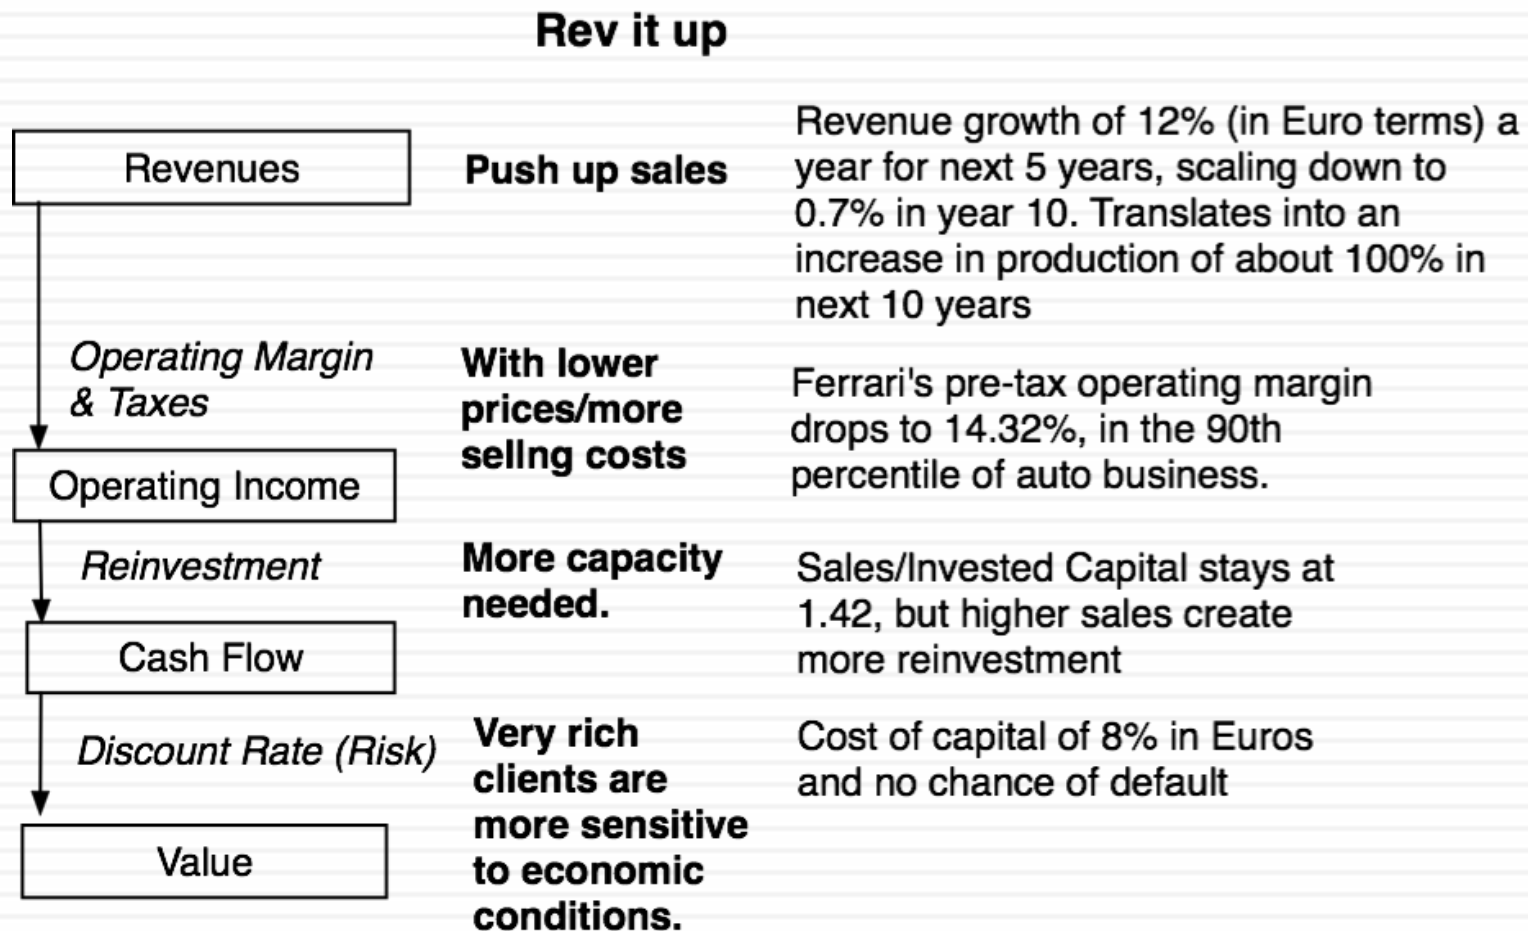 Rev it up
Revenues
Push up sales
Revenue growth of 12% (in Euro terms) a
year for next 5 years, scaling down to
0.7% in year 10. Translates into an
increase in production of about 100% in
next 10 years
Operating Margin
& Taxes
With lower
prices/more
sellng costs
Ferrari's pre-tax operating margin
drops to 14.32%, in the 90th
percentile of auto business.
Operating Income
Reinvestment
More capacity
needed.
Sales/Invested Capital stays at
1.42, but higher sales create
more reinvestment
Cash Flow
Discount Rate (Risk)
Very rich
clients are
more sensitive
to economic
conditions.
Cost of capital of 8% in Euros
and no chance of default
Value